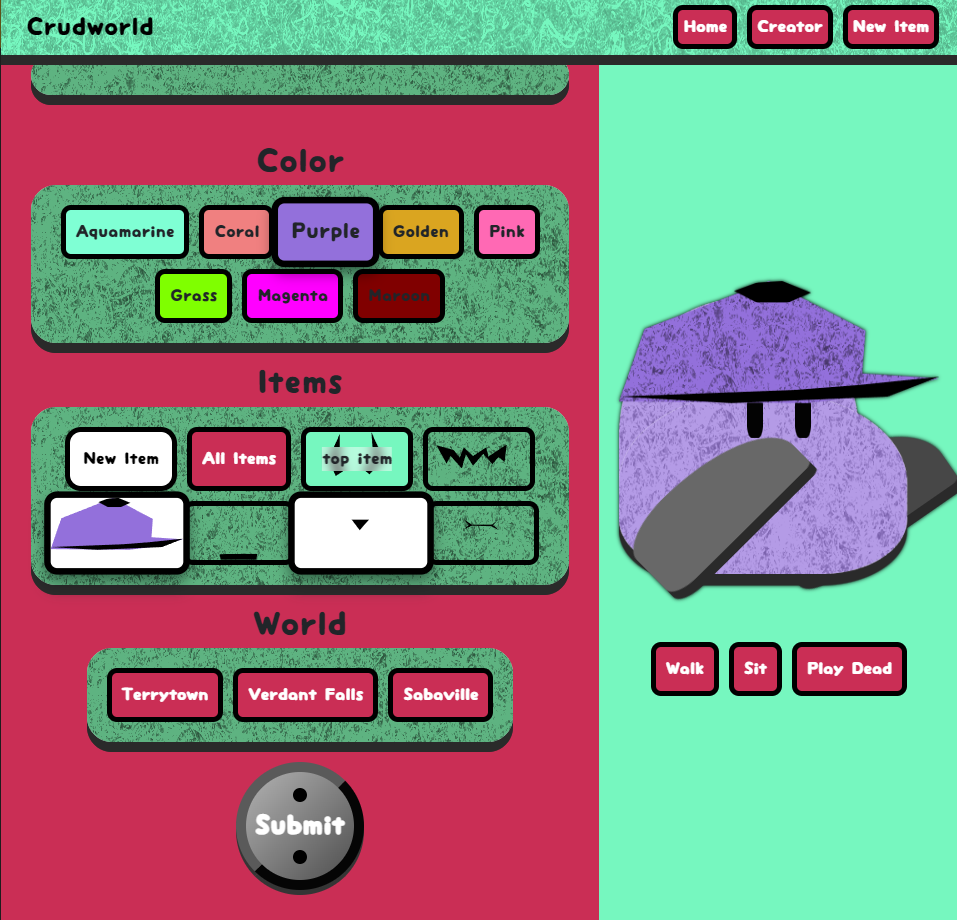 Crudworld
Home Creator New Item
Color
Aquamarine Coral Purple Golden Pink
Grass Magenta Maroon
Items
New Item All Items top item
World
Terrytown Verdant Falls Sabaville
Submit
Walk Sit Play Dead